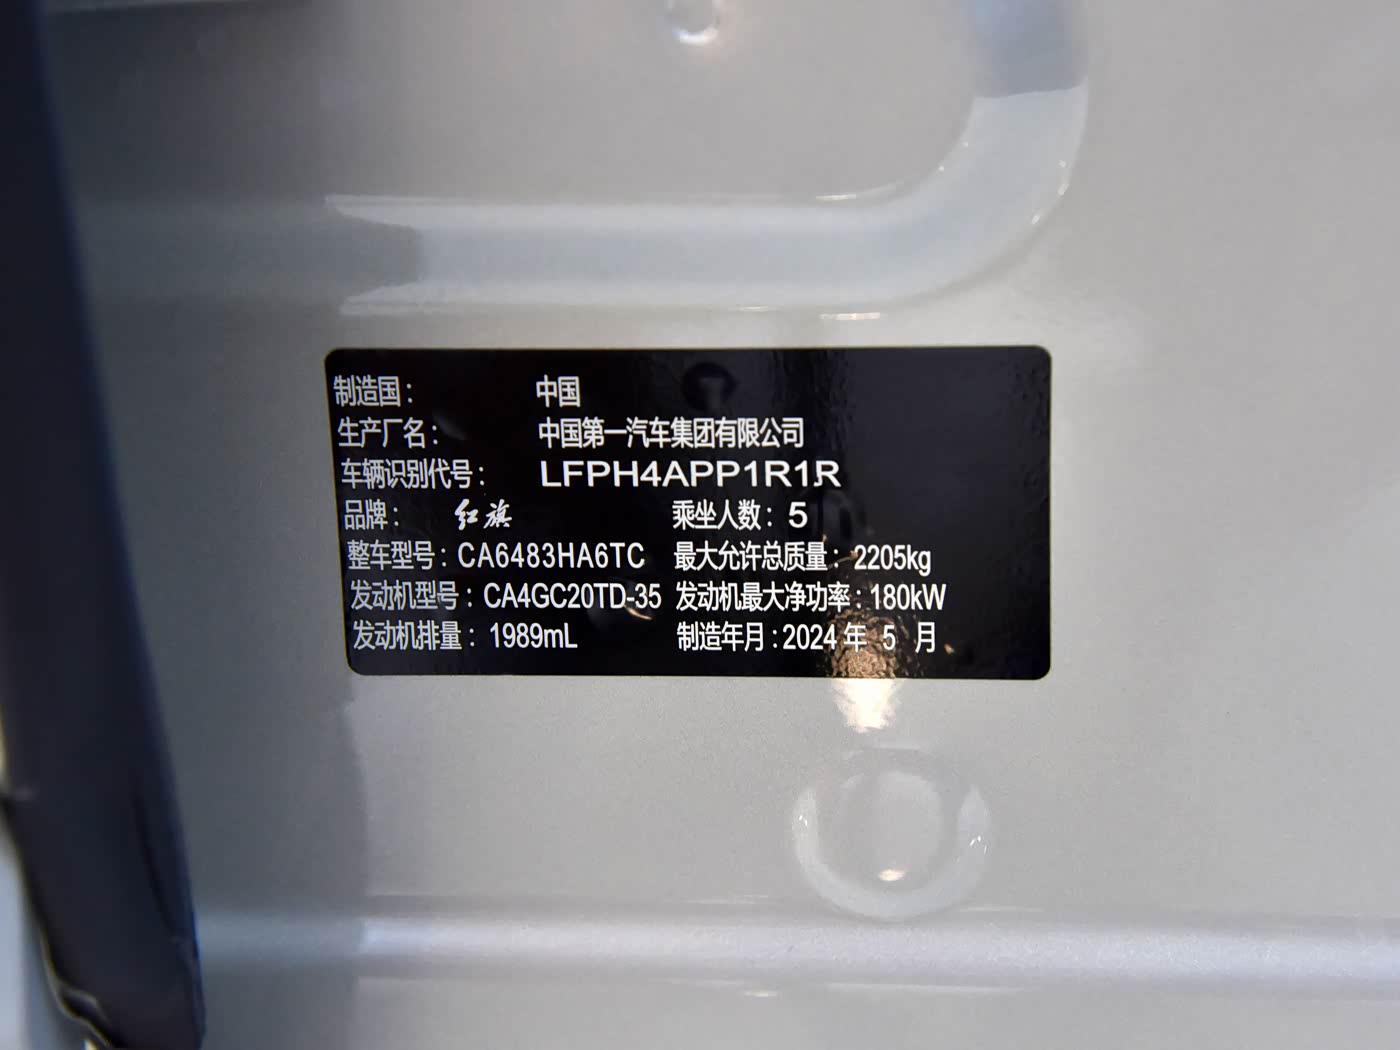 制造国： 中国
生产厂名： 中国第一汽车集团有限公司
车辆识别代号： LFPH4APP1R1R
品牌： 红旗 乘坐人数：5
整车型号：CA6483HA6TC 最大允许总质量：2205kg
发动机型号：CA4GC20TD-35 发动机最大净功率：180kW
发动机排量：1989mL 制造年月：2024 年 5 月